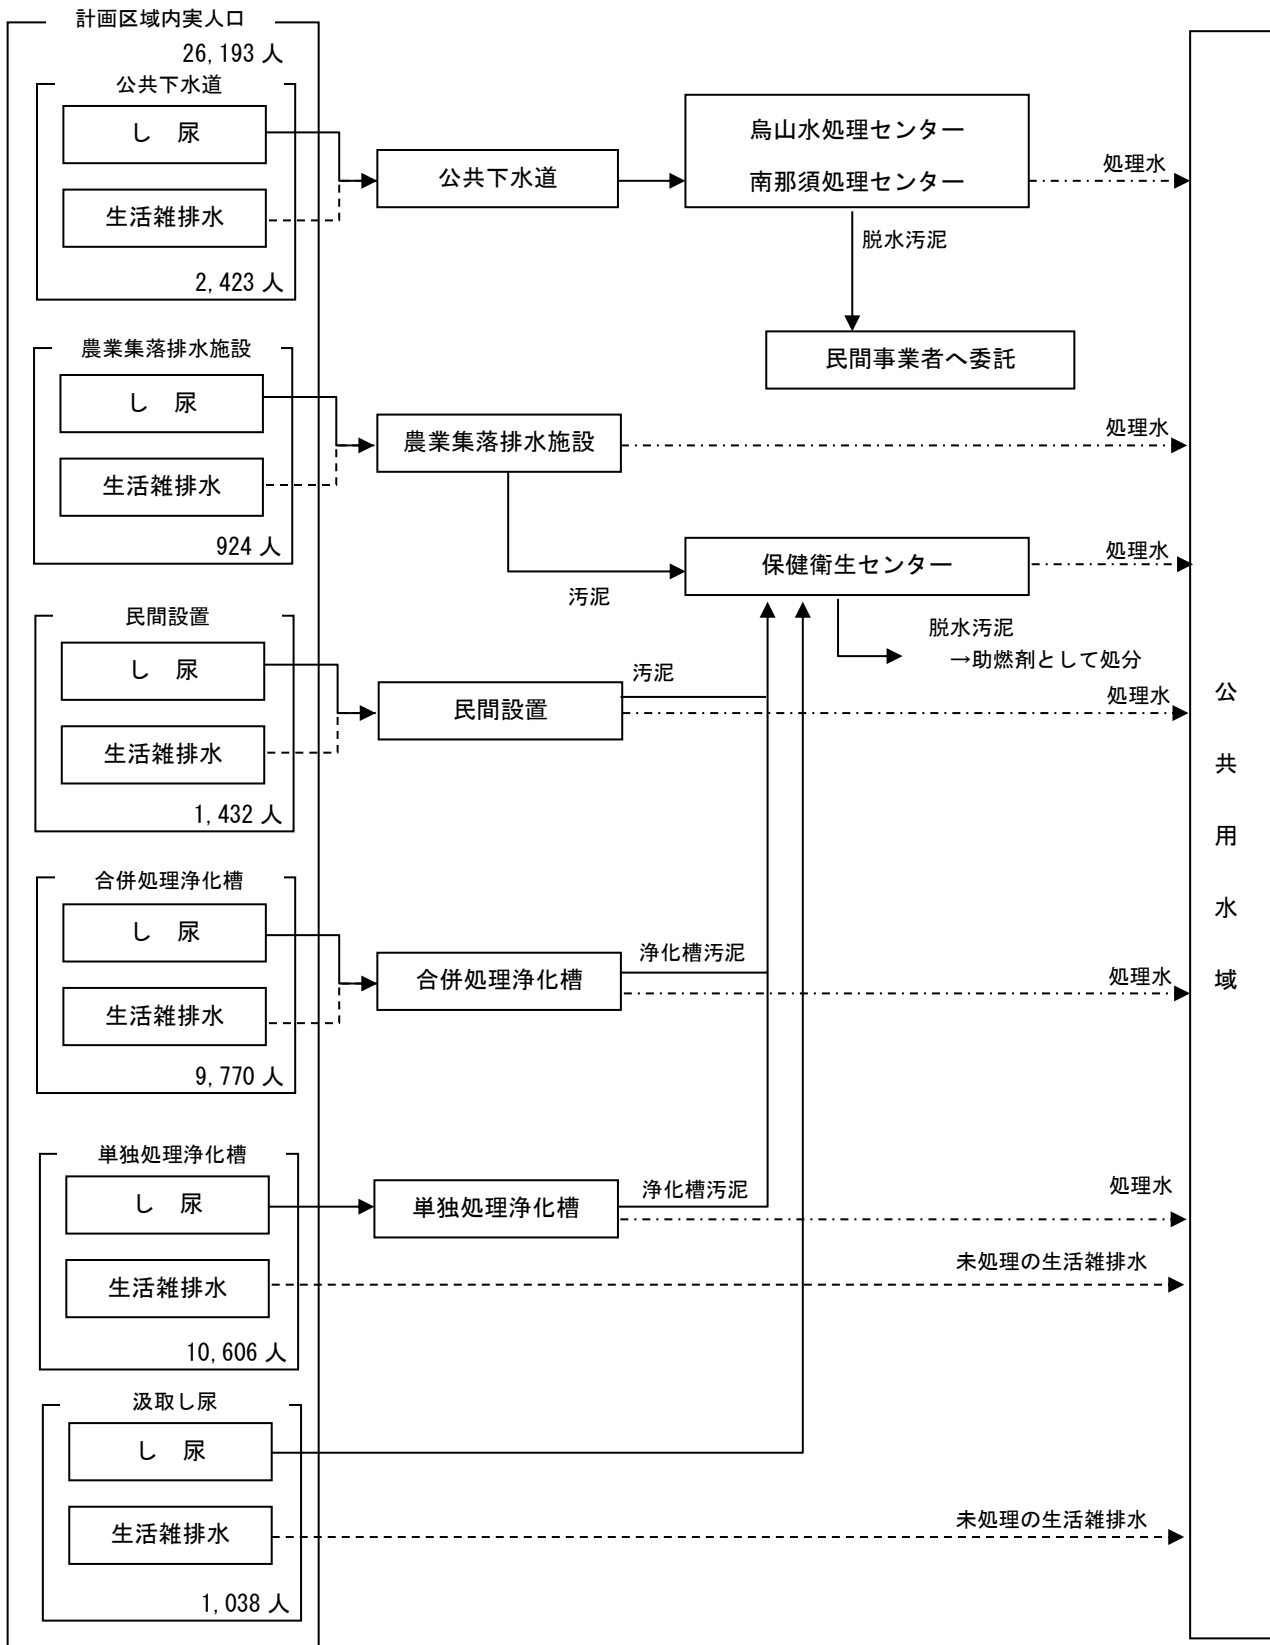 計画区域内実人口
26,193 人
公共下水道
し 尿
生活雑排水
2,423 人
公共下水道
烏山水処理センター
南那須処理センター
処理水
脱水汚泥
民間事業者へ委託
農業集落排水施設
し 尿
生活雑排水
924 人
農業集落排水施設
処理水
汚泥
保健衛生センター
処理水
脱水汚泥
→助燃剤として処分
民間設置
し 尿
生活雑排水
1,432 人
民間設置
汚泥
処理水
合併処理浄化槽
し 尿
生活雑排水
9,770 人
合併処理浄化槽
浄化槽汚泥
処理水
単独処理浄化槽
し 尿
生活雑排水
10,606 人
単独処理浄化槽
浄化槽汚泥
処理水
未処理の生活雑排水
汲取し尿
し 尿
生活雑排水
1,038 人
未処理の生活雑排水
公共用水域